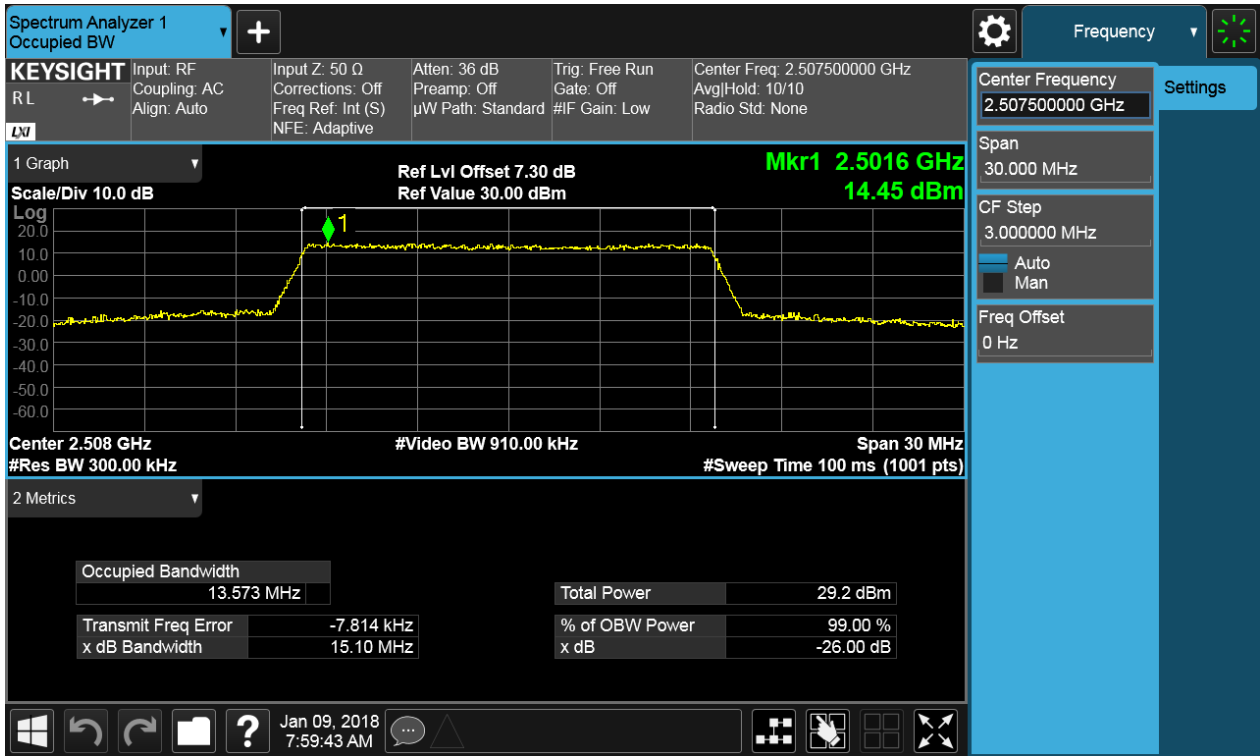 Spectrum Analyzer 1
Occupied BW
+
Frequency
KEYSIGHT
RL
LXI
Input: RF
Coupling: AC
Align: Auto
Input Z: 50 Ω
Corrections: Off
Freq Ref: Int (S)
NFE: Adaptive
Atten: 36 dB
Preamp: Off
µW Path: Standard
Trig: Free Run
Gate: Off
#IF Gain: Low
Center Freq: 2.507500000 GHz
Avg|Hold: 10/10
Radio Std: None
Center Frequency
2.507500000 GHz
Settings
Span
30.000 MHz
CF Step
3.000000 MHz
Auto
Man
Freq Offset
0 Hz
1 Graph
Scale/Div 10.0 dB
Ref Lvl Offset 7.30 dB
Ref Value 30.00 dBm
Mkr1 2.5016 GHz
14.45 dBm
Log
1
20.0
10.0
0.00
-10.0
-20.0
-30.0
-40.0
-50.0
-60.0
Center 2.508 GHz
#Video BW 910.00 kHz
Span 30 MHz
#Res BW 300.00 kHz
#Sweep Time 100 ms (1001 pts)
2 Metrics
Occupied Bandwidth
13.573 MHz
Total Power 29.2 dBm
Transmit Freq Error -7.814 kHz
% of OBW Power 99.00 %
x dB Bandwidth 15.10 MHz
x dB -26.00 dB
?
Jan 09, 2018
7:59:43 AM